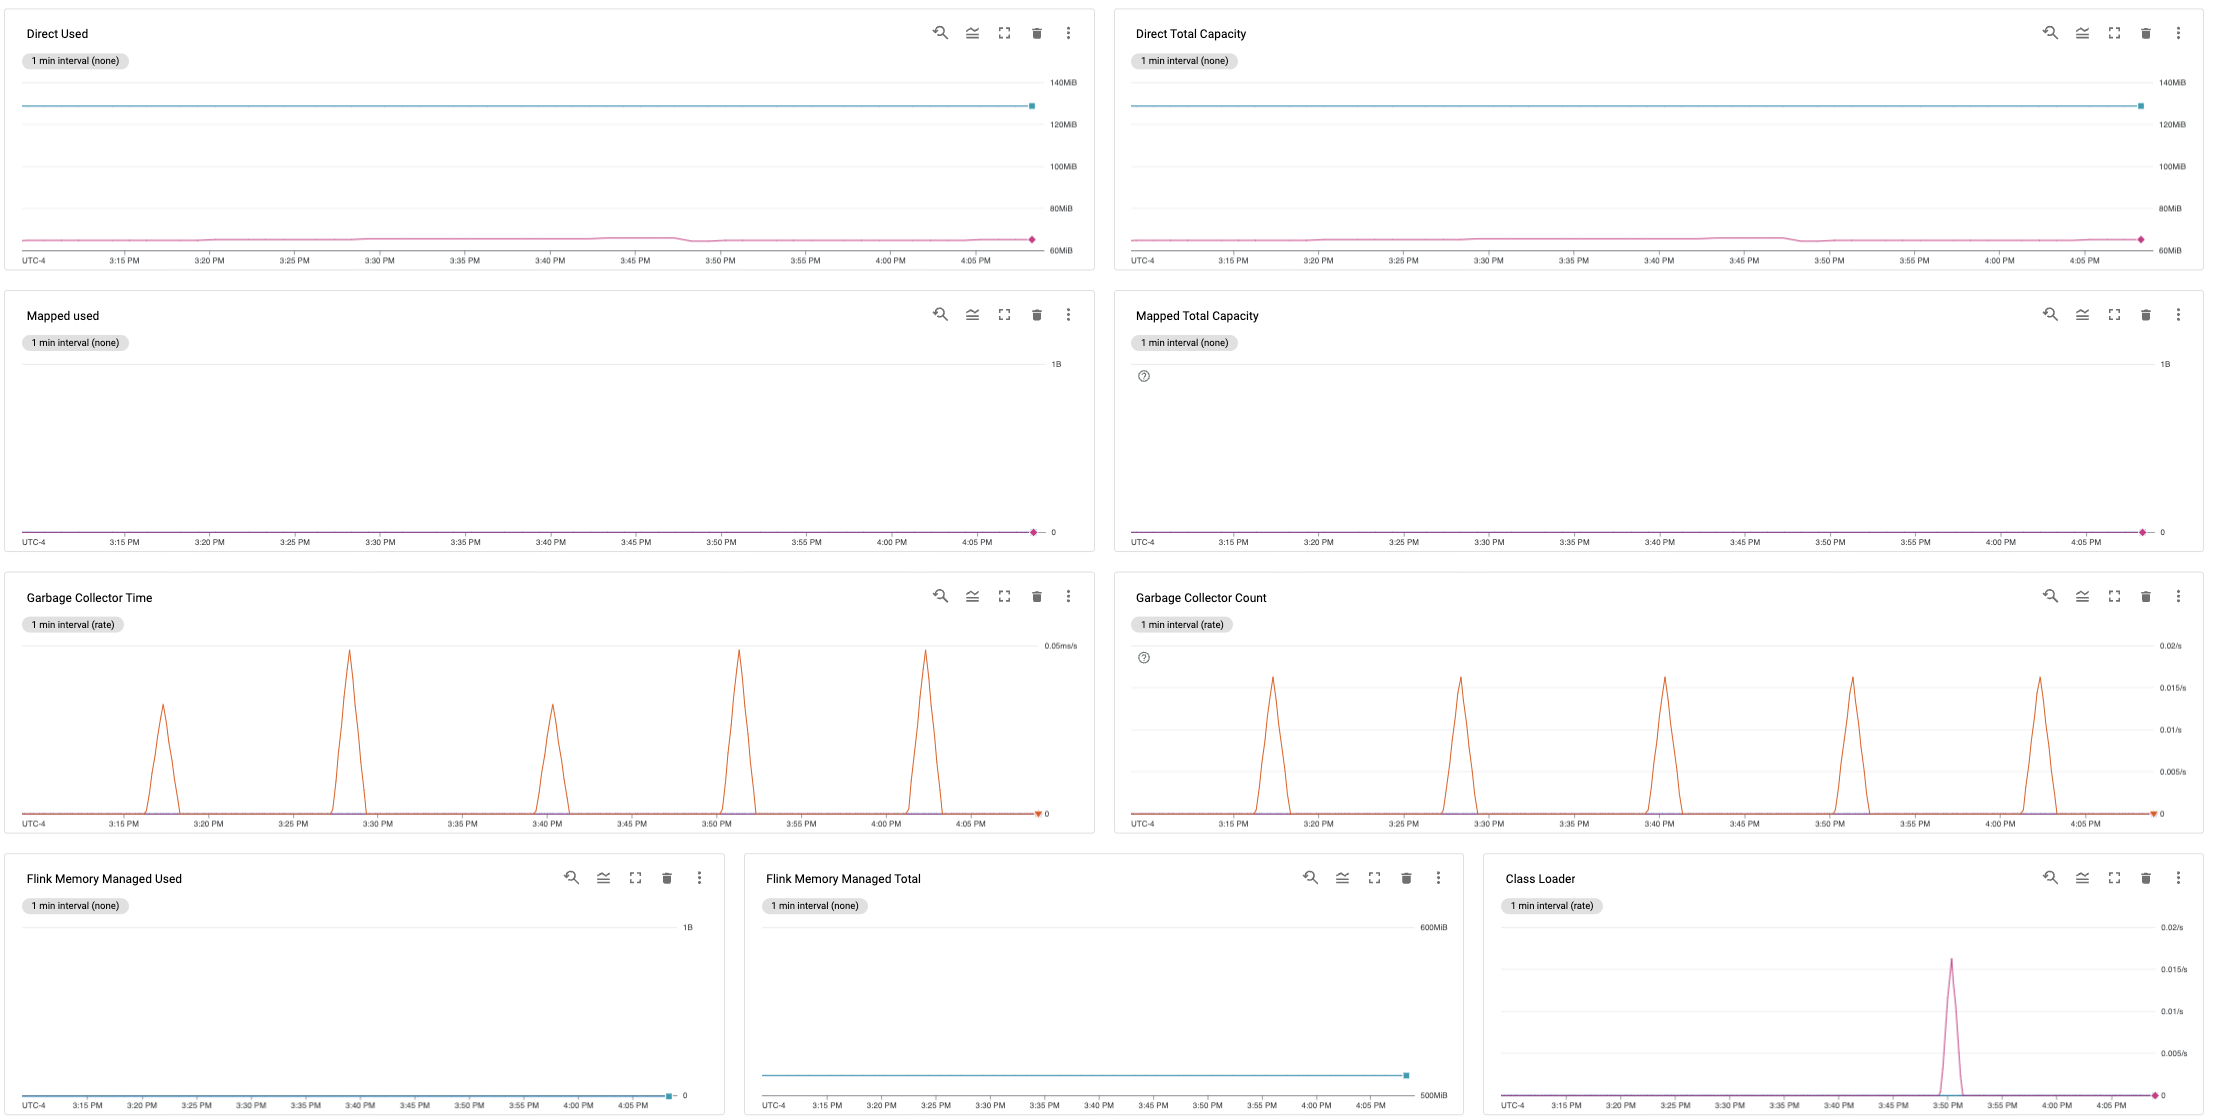 Direct Used
1 min interval (none)
140MiB
120MiB
100MiB
80MiB
60MiB
UTC-4 3:15 PM 3:20 PM 3:25 PM 3:30 PM 3:35 PM 3:40 PM 3:45 PM 3:50 PM 3:55 PM 4:00 PM 4:05 PM
Direct Total Capacity
1 min interval (none)
140MiB
120MiB
100MiB
80MiB
60MiB
UTC-4 3:15 PM 3:20 PM 3:25 PM 3:30 PM 3:35 PM 3:40 PM 3:45 PM 3:50 PM 3:55 PM 4:00 PM 4:05 PM
Mapped used
1 min interval (none)
1B
0
UTC-4 3:15 PM 3:20 PM 3:25 PM 3:30 PM 3:35 PM 3:40 PM 3:45 PM 3:50 PM 3:55 PM 4:00 PM 4:05 PM
Mapped Total Capacity
1 min interval (none)
1B
0
UTC-4 3:15 PM 3:20 PM 3:25 PM 3:30 PM 3:35 PM 3:40 PM 3:45 PM 3:50 PM 3:55 PM 4:00 PM 4:05 PM
Garbage Collector Time
1 min interval (rate)
0.05ms/s
0
UTC-4 3:15 PM 3:20 PM 3:25 PM 3:30 PM 3:35 PM 3:40 PM 3:45 PM 3:50 PM 3:55 PM 4:00 PM 4:05 PM
Garbage Collector Count
1 min interval (rate)
0.02/s
0.015/s
0.01/s
0.005/s
0
UTC-4 3:15 PM 3:20 PM 3:25 PM 3:30 PM 3:35 PM 3:40 PM 3:45 PM 3:50 PM 3:55 PM 4:00 PM 4:05 PM
Flink Memory Managed Used
1 min interval (none)
1B
0
UTC-4 3:15 PM 3:20 PM 3:25 PM 3:30 PM 3:35 PM 3:40 PM 3:45 PM 3:50 PM 3:55 PM 4:00 PM 4:05 PM
Flink Memory Managed Total
1 min interval (none)
600MiB
500MiB
UTC-4 3:15 PM 3:20 PM 3:25 PM 3:30 PM 3:35 PM 3:40 PM 3:45 PM 3:50 PM 3:55 PM 4:00 PM 4:05 PM
Class Loader
1 min interval (rate)
0.02/s
0.015/s
0.01/s
0.005/s
0
UTC-4 3:15 PM 3:20 PM 3:25 PM 3:30 PM 3:35 PM 3:40 PM 3:45 PM 3:50 PM 3:55 PM 4:00 PM 4:05 PM